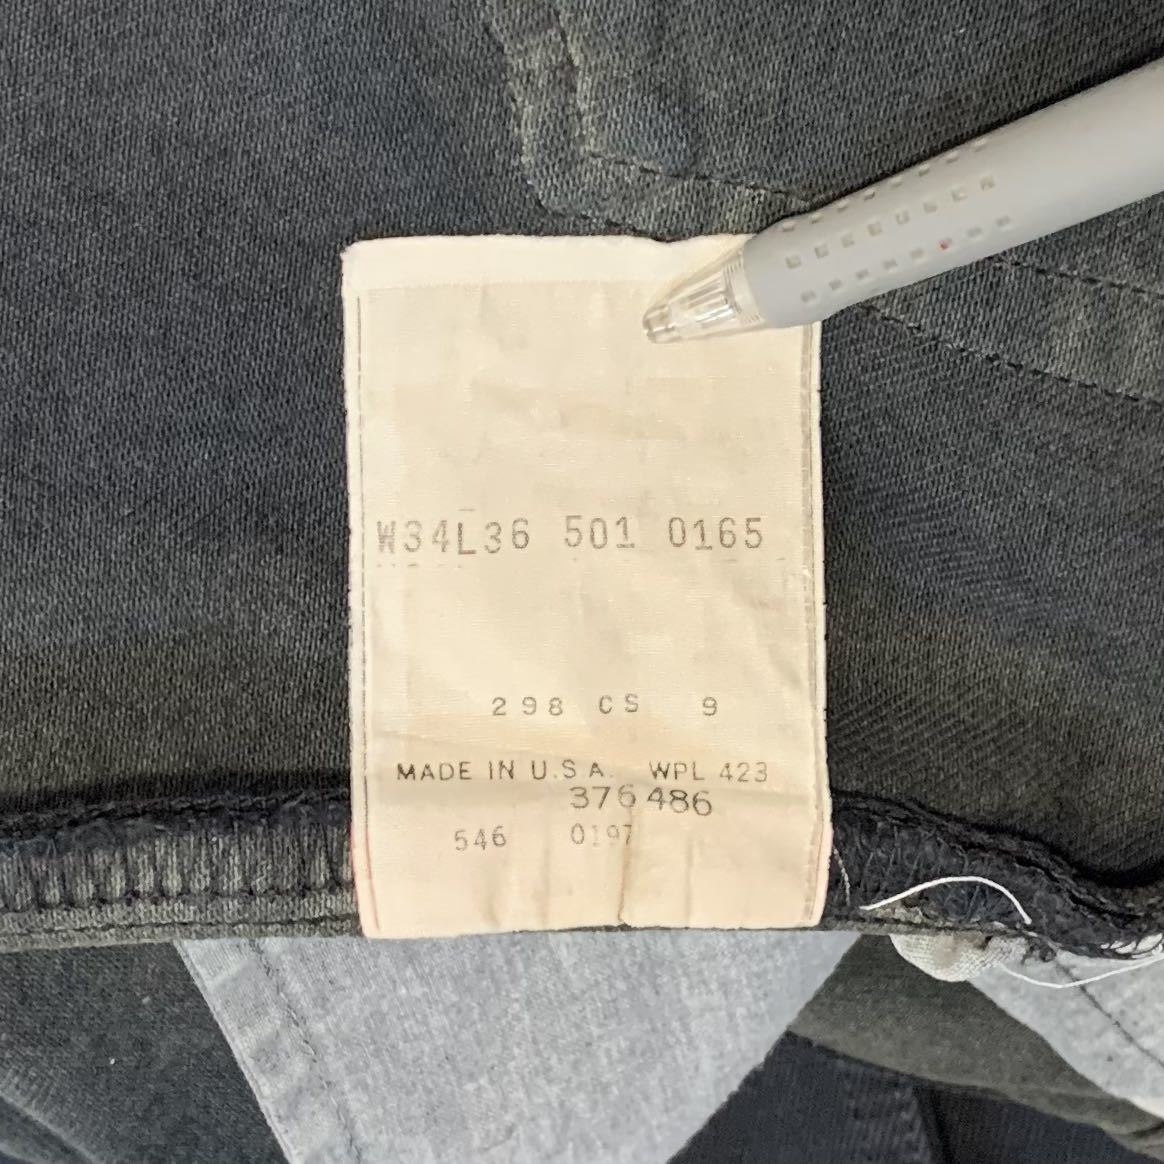 W34L36 501 0165
298 CS 9
MADE IN U.S.A. WPL 423
376486
546 0197